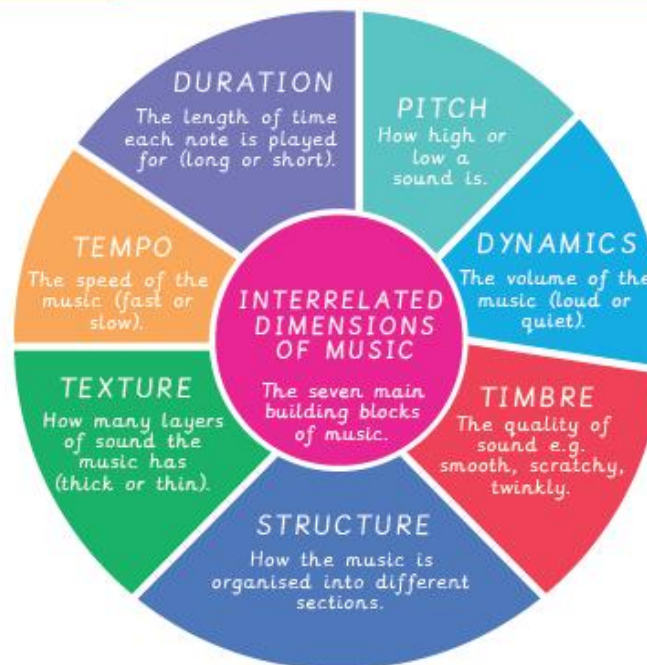 DURATION
The length of time
each note is played
for (long or short).
PITCH
How high or
low a
sound is.
DYNAMICS
The volume of the
music (loud or
quiet).
TIMBRE
The quality of
sound e.g.
smooth, scratchy,
twinkly.
STRUCTURE
How the music is
organised into different
sections.
TEXTURE
How many layers
of sound the
music has
(thick or thin).
TEMPO
The speed of the
music (fast or
slow).
INTERRELATED
DIMENSIONS
OF MUSIC
The seven main
building blocks
of music.